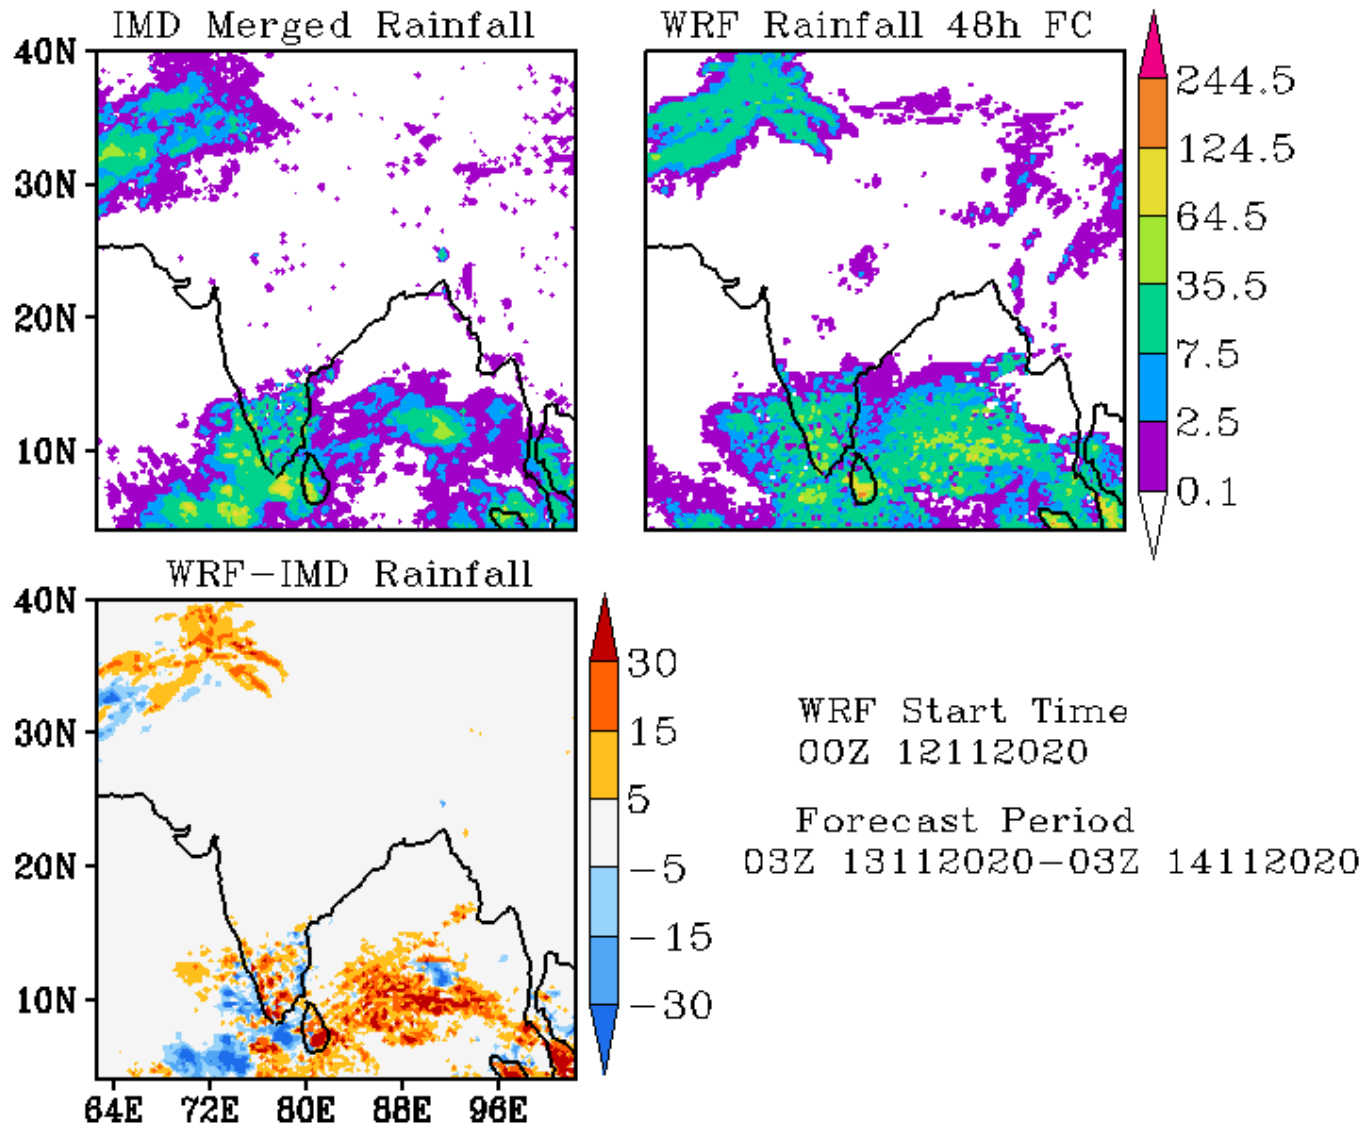 IMD Merged Rainfall
WRF Rainfall 48h FC
40N
30N
20N
10N
244.5
124.5
64.5
35.5
7.5
2.5
0.1
WRF-IMD Rainfall
40N
30N
20N
10N
64E 72E 80E 88E 96E
30
15
5
-5
-15
-30
WRF Start Time
00Z 12112020
Forecast Period
03Z 13112020-03Z 14112020